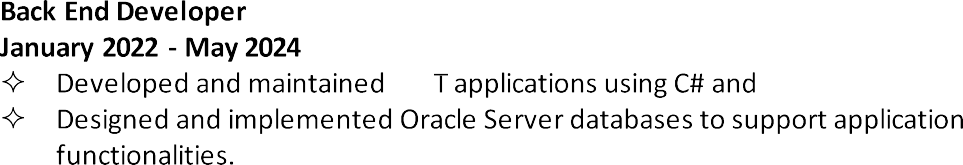 Back End Developer
January 2022 - May 2024
✧ Developed and maintained T applications using C# and
✧ Designed and implemented Oracle Server databases to support application
functionalities.